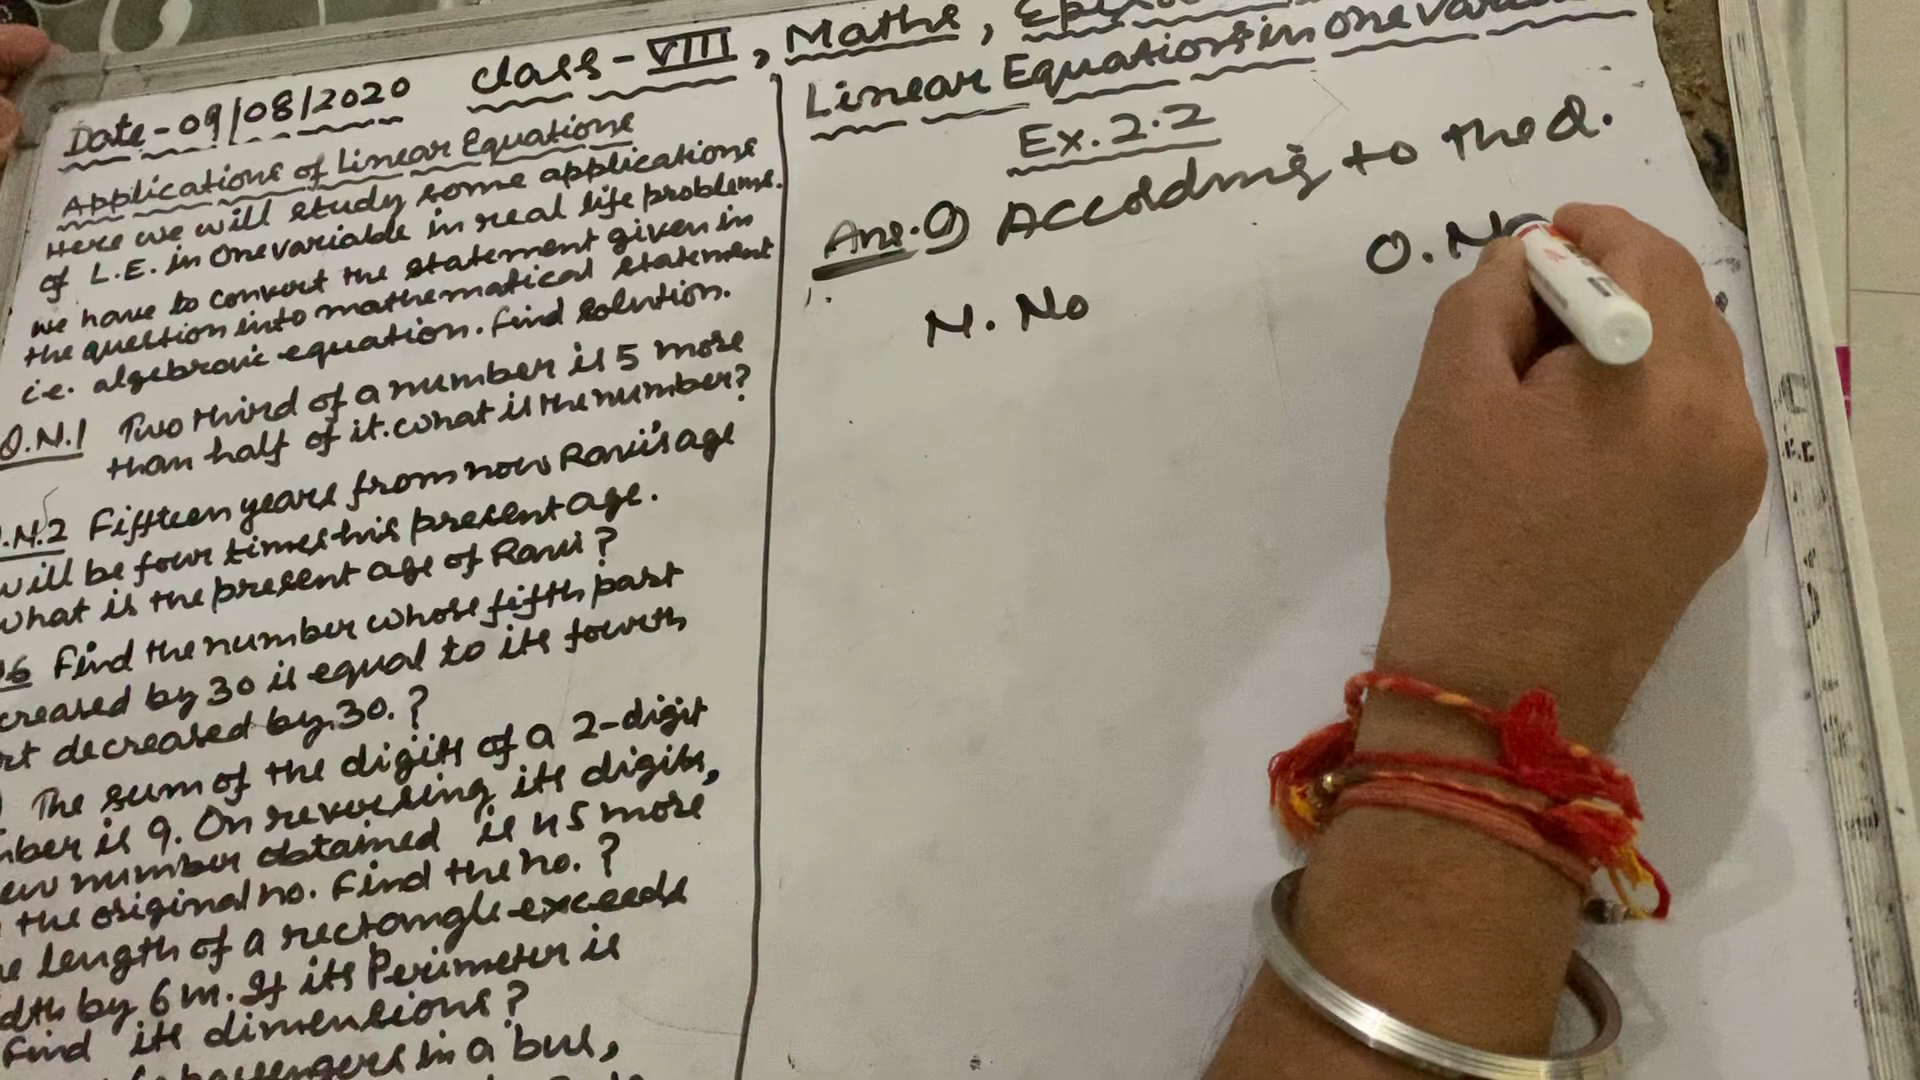 Class - VIII, Maths,
Date - 09/08/2020
Linear Equations in one
Ex. 2.2
Applications of Linear Equations
Here we will study some applications
of L.E. in One variable in real life problems.
we have to convert the statement given in
the question into mathematical statement
i.e. algebraic equation. find solution.
Q.N.1 Two third of a number is 5 more
than half of it. what is the number?
.N.2 Fifteen years from now Ravi's age
will be four times his present age.
what is the present age of Ravi?
6 Find the number whose fifth part
creased by 30 is equal to its fourth
rt decreased by 30. ?
The sum of the digits of a 2-digit
ber is 9. On reversing its digits,
ew number obtained is 45 more
the original no. Find the no. ?
e length of a rectangle exceeds
dth by 6 m. If its Perimeter is
Find its dimensions?
passengers in a bus,
Ans. 9) According to the Q.
N. No
O. No